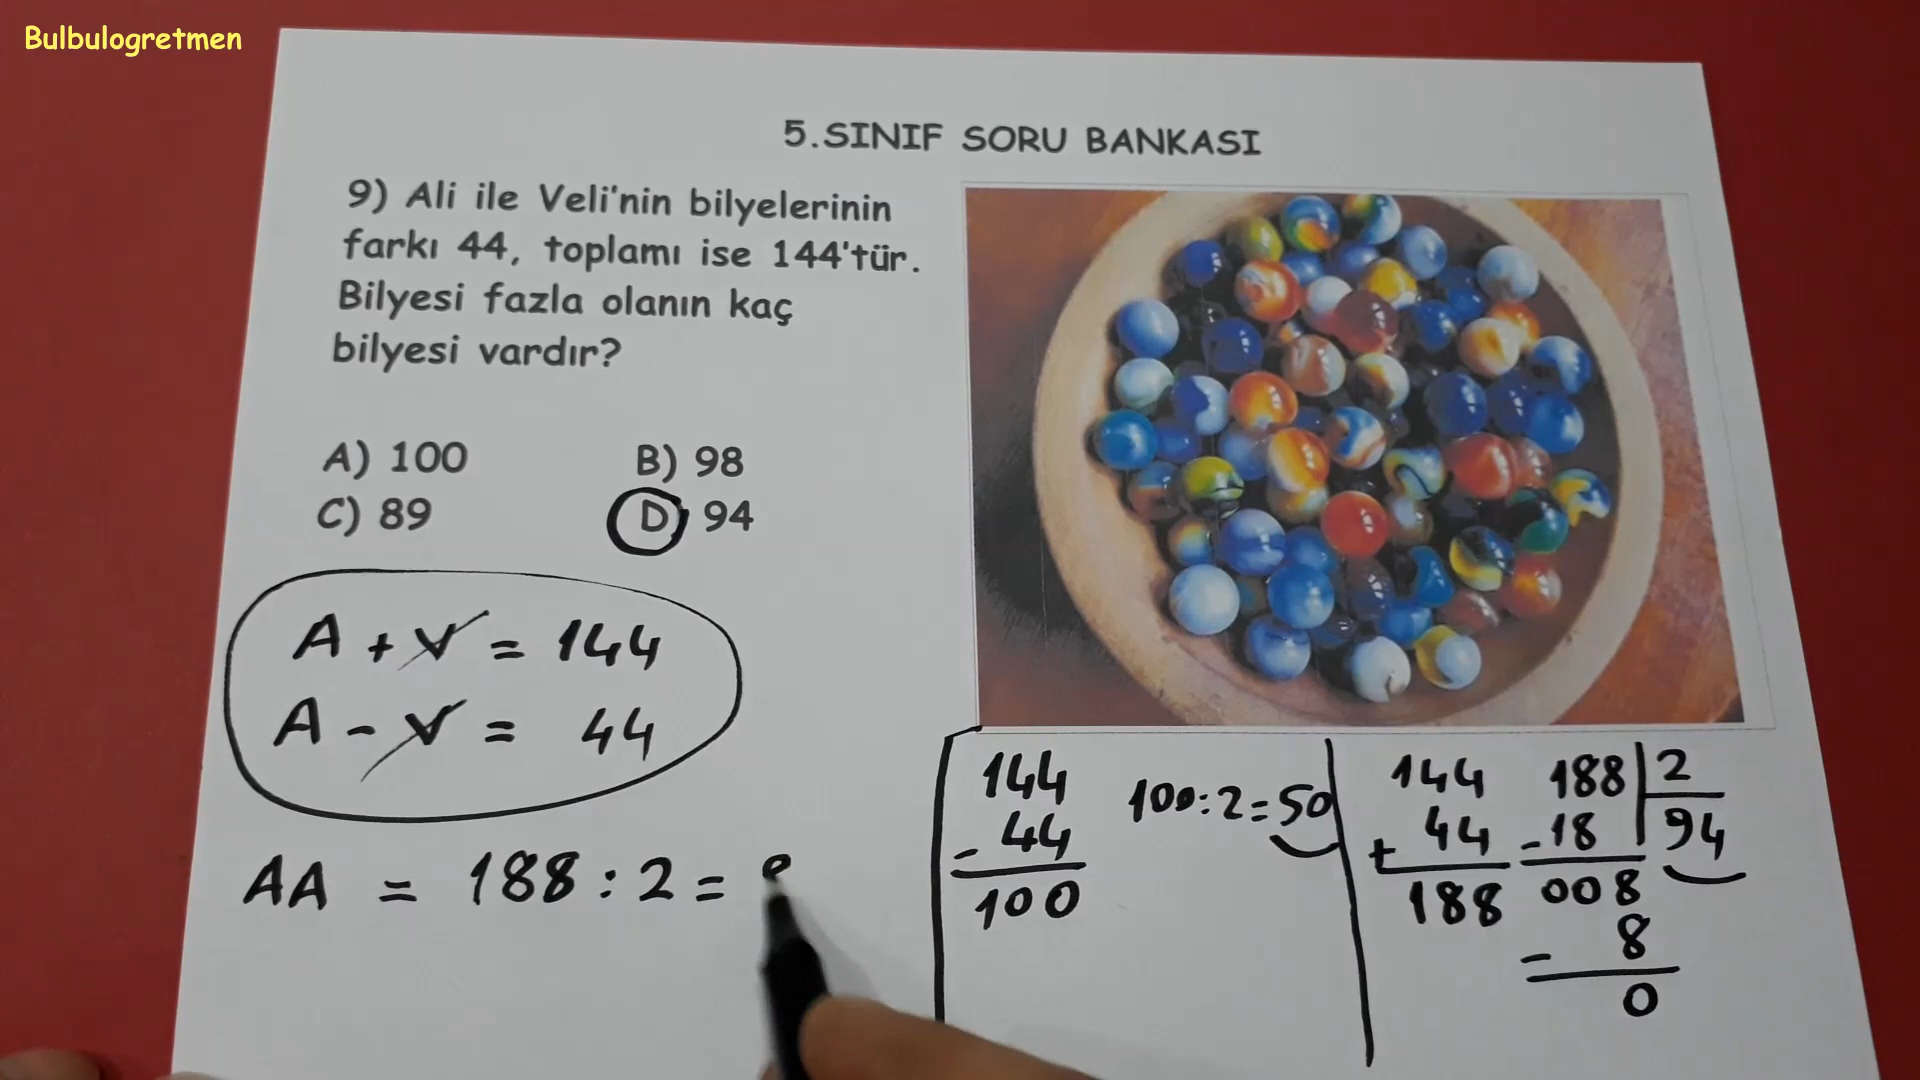 Bulbulogretmen
5.SINIF SORU BANKASI
9) Ali ile Veli'nin bilyelerinin
farkı 44, toplamı ise 144'tür.
Bilyesi fazla olanın kaç
bilyesi vardır?
A) 100 B) 98
C) 89 D) 94
A + V = 144
A - V = 44
AA = 188 : 2 =
144
- 44
100
100 : 2 = 50
144
+ 44
188
188 2
- 18 94
008
- 8
0